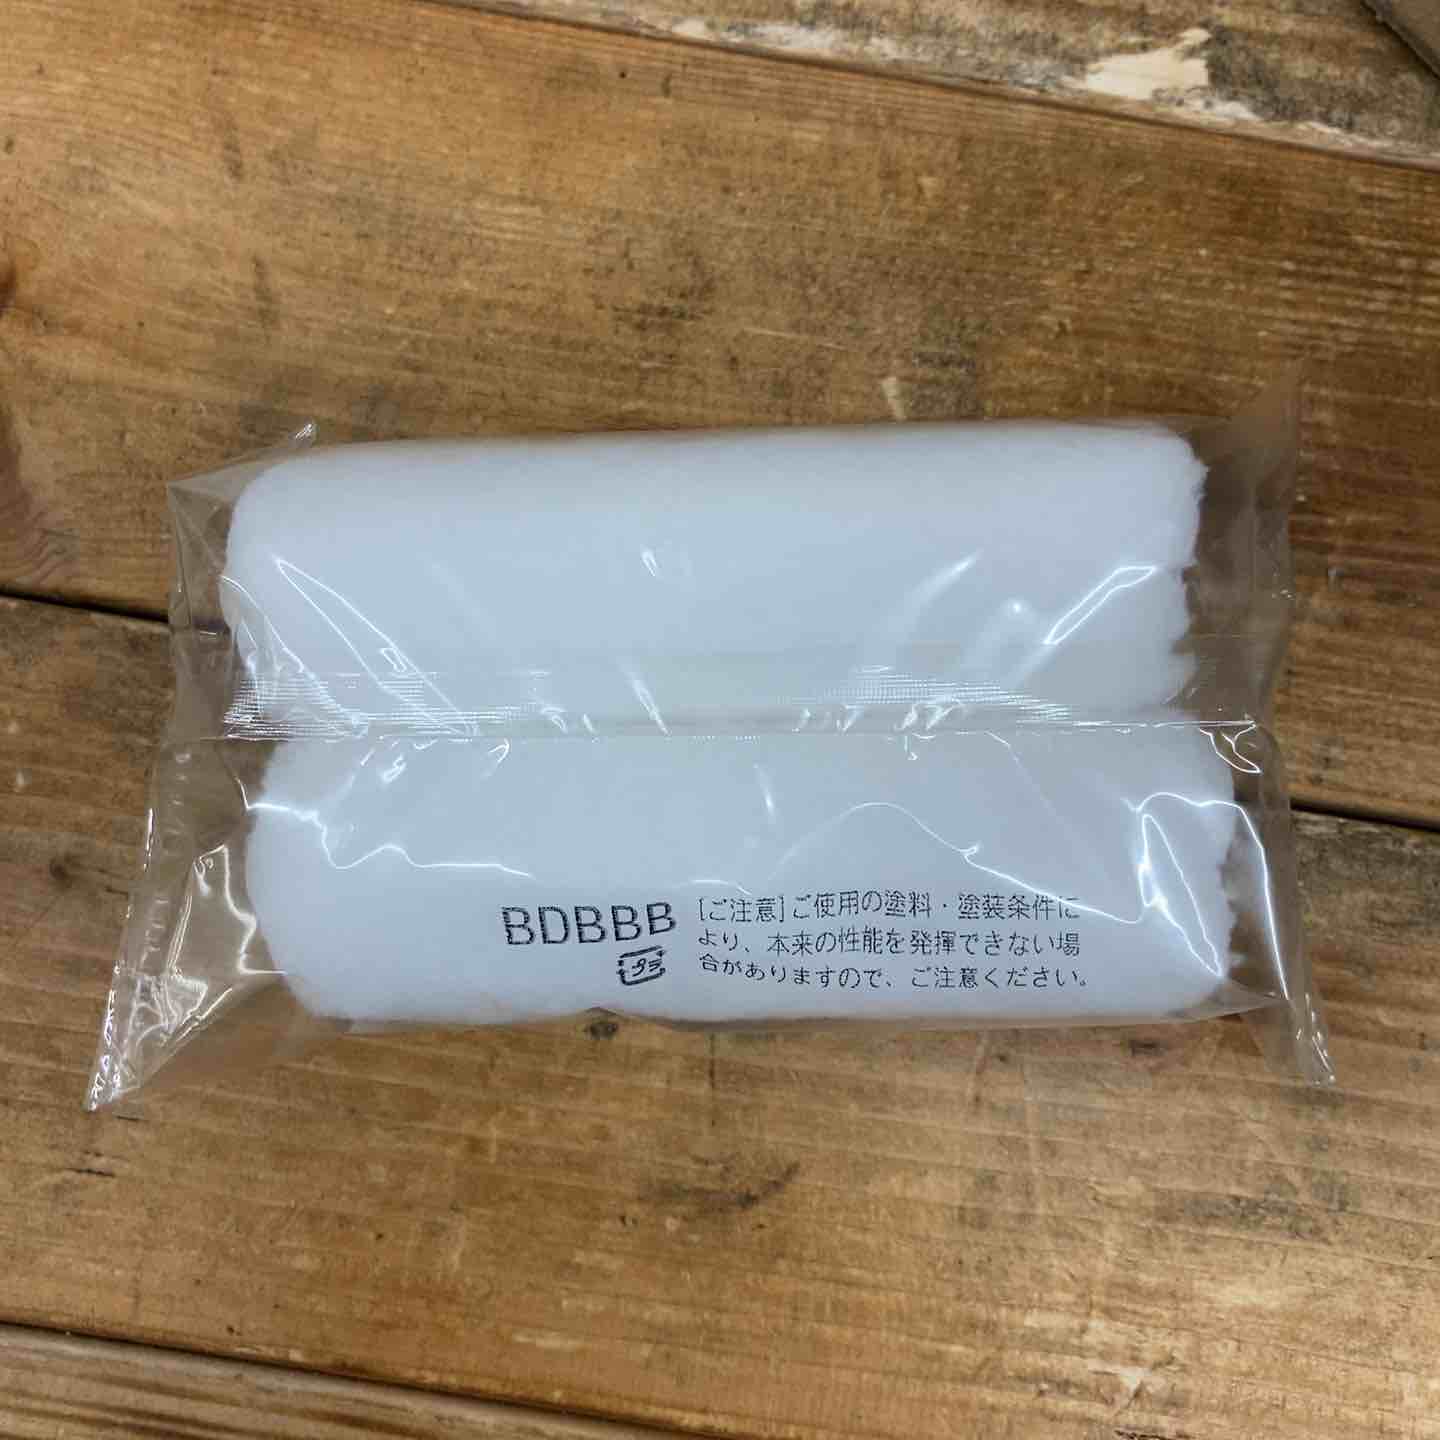 BDBBB
プラ
[ご注意]ご使用の塗料・塗装条件に
より、本来の性能を発揮できない場
合がありますので、ご注意ください。